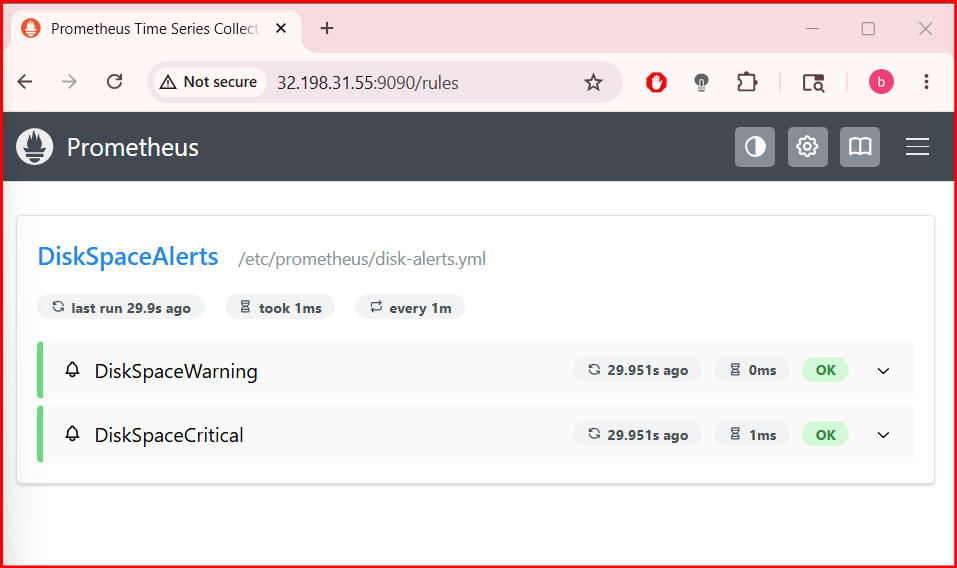 Prometheus Time Series Collect
Not secure
32.198.31.55:9090/rules
b
Prometheus
DiskSpaceAlerts /etc/prometheus/disk-alerts.yml
last run 29.9s ago took 1ms every 1m
DiskSpaceWarning 29.951s ago 0ms OK
DiskSpaceCritical 29.951s ago 1ms OK